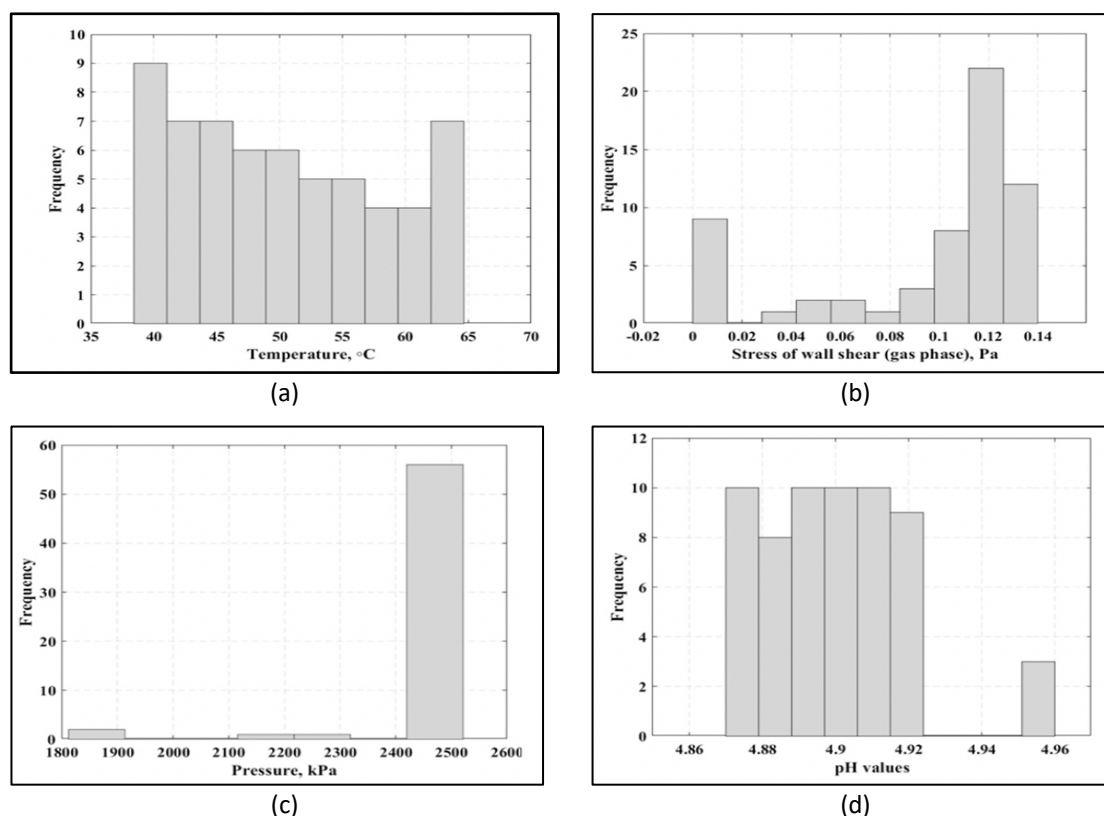 10
9
8
7
6
5
4
3
2
1
0
Frequency
35 40 45 50 55 60 65 70
Temperature, °C
(a)
25
20
15
10
5
0
Frequency
-0.02 0 0.02 0.04 0.06 0.08 0.1 0.12 0.14
Stress of wall shear (gas phase), Pa
(b)
60
50
40
30
20
10
0
Frequency
1800 1900 2000 2100 2200 2300 2400 2500 2600
Pressure, kPa
(c)
12
10
8
6
4
2
0
Frequency
4.86 4.88 4.9 4.92 4.94 4.96
pH values
(d)